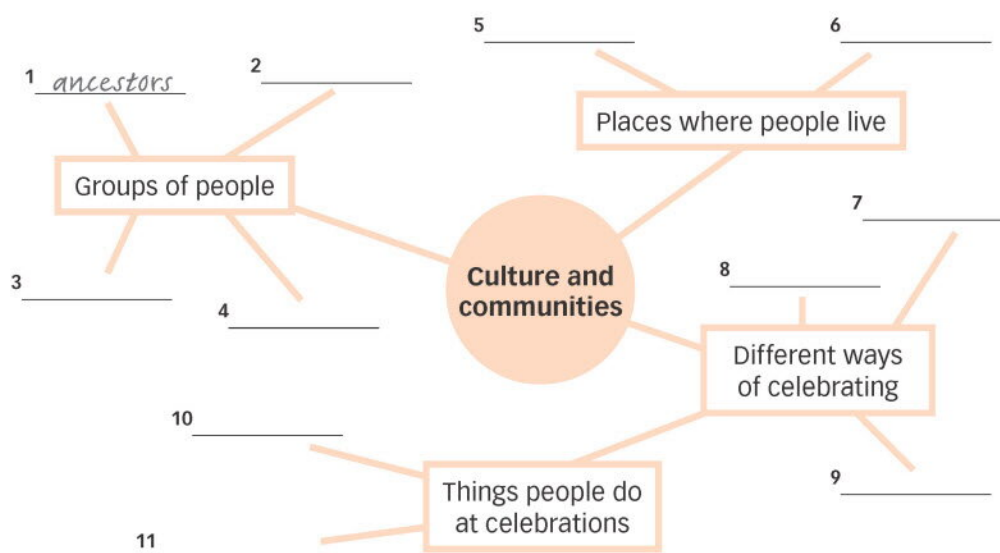 1 ancestors
2
Groups of people
3
4
5
6
Places where people live
Culture and
communities
7
8
Different ways
of celebrating
9
10
Things people do
at celebrations
11